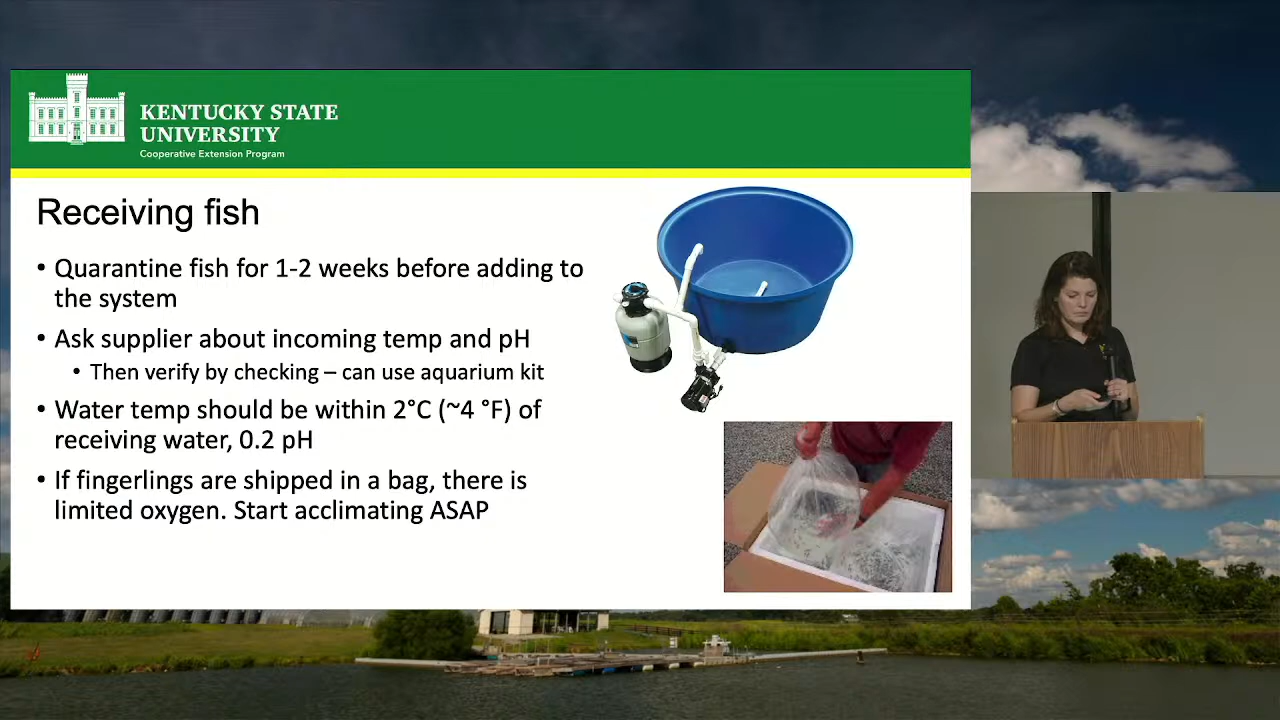 KENTUCKY STATE
UNIVERSITY
Cooperative Extension Program
Receiving fish
• Quarantine fish for 1-2 weeks before adding to
the system
• Ask supplier about incoming temp and pH
• Then verify by checking – can use aquarium kit
• Water temp should be within 2°C (~4 °F) of
receiving water, 0.2 pH
• If fingerlings are shipped in a bag, there is
limited oxygen. Start acclimating ASAP